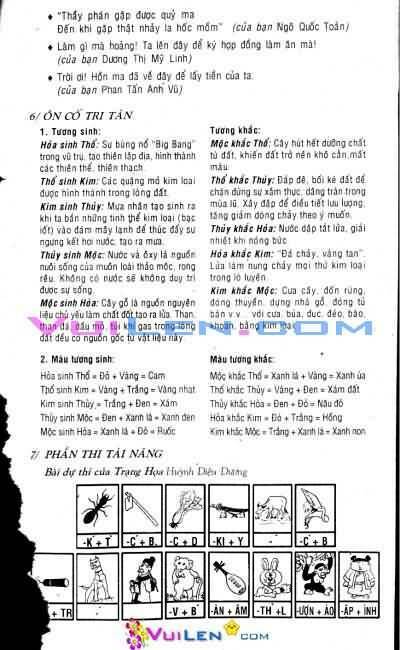 ♦ "Thầy phán gặp được quỷ ma
Đến khi gặp thật nhảy la hốc mồm" (của bạn Ngô Quốc Toản)
♦ Làm gì mà hoảng! Ta lên đây để ký hợp đồng làm ăn mà!
(của bạn Dương Thị Mỹ Linh)
♦ Trời ơi! Hồn ma đã về đây để lấy tiền của ta.
(của bạn Phan Tấn Anh Vũ)
6/ ÔN CỐ TRI TÂN
1. Tương sinh:
Hỏa sinh Thổ: Sự bùng nổ "Big Bang"
trong vũ trụ, tạo thiên lập địa, hình thành
các thiên thể, thiên thạch.
Thổ sinh Kim: Các quặng mỏ kim loại
được hình thành trong lòng đất.
Kim sinh Thủy: Mưa nhân tạo sinh ra
khi ta bắn những tinh thể kim loại (bạc
iốt) vào đám mây lạnh để thúc đẩy sự
ngưng kết hơi nước, tạo ra mưa.
Thủy sinh Mộc: Nước và ôxy là nguồn
nuôi sống của muôn loài thảo mộc, rong
rêu. Không có nước sẽ không duy trì
được sự sống.
Mộc sinh Hỏa: Cây gỗ là nguồn nguyên
liệu chủ yếu làm chất đốt tạo ra lửa. Than,
than đá, dầu mỏ, túi khí gas trong lòng
đất đều có nguồn gốc từ vật liệu này.
Tương khắc:
Mộc khắc Thổ: Cây hút hết dưỡng chất
từ đất, khiến đất trở nên khô cằn, mất
màu.
Thổ khắc Thủy: Đắp đê, bồi kè đất để
chặn đứng sự xâm thực, dâng tràn trong
mùa lũ. Xây đập để điều tiết lưu lượng,
tăng giảm dòng chảy theo ý muốn.
Thủy khắc Hỏa: Nước dập tắt lửa, giải
nhiệt khi nóng bức.
Hỏa khắc Kim: "Đá chảy, vàng tan".
Lửa làm nung chảy mọi thứ kim loại
trong lò luyện.
Kim khắc Mộc: Cưa cây, đốn rừng,
đóng thuyền, dựng nhà gỗ, đóng tủ
bàn v.v... với cưa, búa, đục, đẽo, bào,
khoan, bằng kim loại.
VUILEN.COM
2. Màu tương sinh:
Hỏa sinh Thổ = Đỏ + Vàng = Cam
Thổ sinh Kim = Vàng + Trắng = Vàng nhạt
Kim sinh Thủy = Trắng + Đen = Xám
Thủy sinh Mộc = Đen + Xanh lá = Xanh đen
Mộc sinh Hỏa = Xanh lá + Đỏ = Ruốc
Màu tương khắc:
Mộc khắc Thổ = Xanh lá + Vàng = Xanh úa
Thổ khắc Thủy = Vàng + Đen = Xám đất
Thủy khắc Hỏa = Đen + Đỏ = Nâu đỏ
Hỏa khắc Kim = Đỏ + Trắng = Hồng
Kim khắc Mộc = Trắng + Xanh lá = Xanh non
7/ PHẦN THI TÀI NĂNG
Bài dự thi của Trạng Họa Huỳnh Diệu Dương
-K + T -C + B -C + D -KI + Y -C + B
+ TR -V + B -ÀN + ÂM -TH + L -ƯỢN + ÀO -ẤP + ÌNH
VUILEN.COM